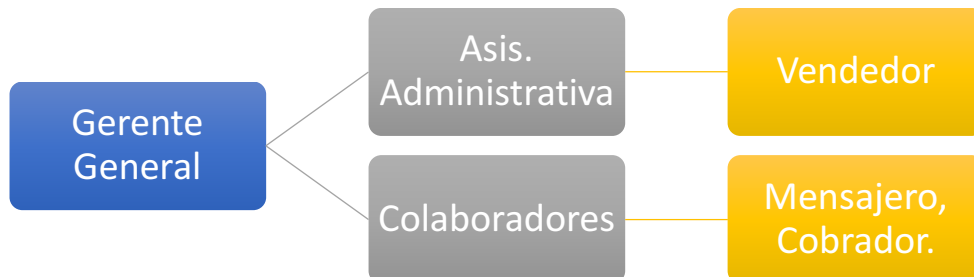 Gerente
General
Asis.
Administrativa
Vendedor
Colaboradores
Mensajero,
Cobrador.